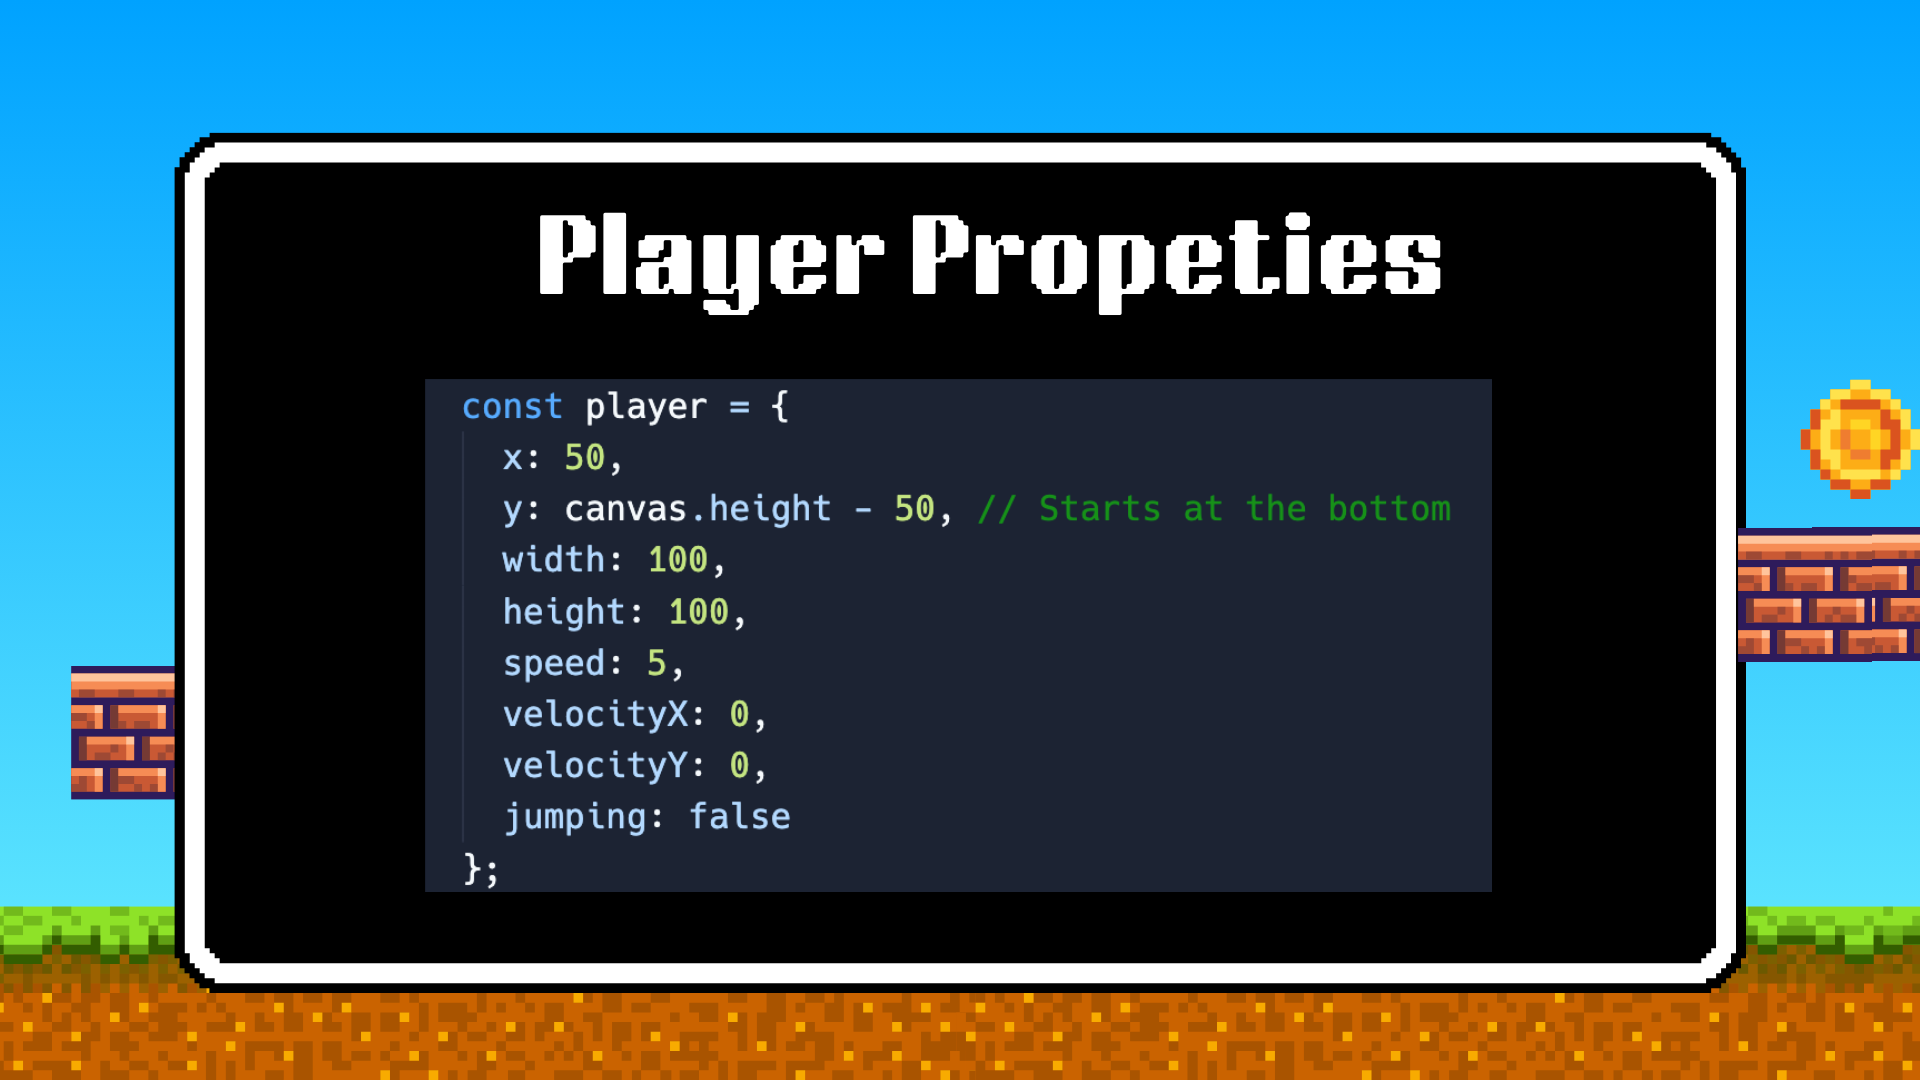 Player Propeties
const player = {
x: 50,
y: canvas.height - 50, // Starts at the bottom
width: 100,
height: 100,
speed: 5,
velocityX: 0,
velocityY: 0,
jumping: false
};